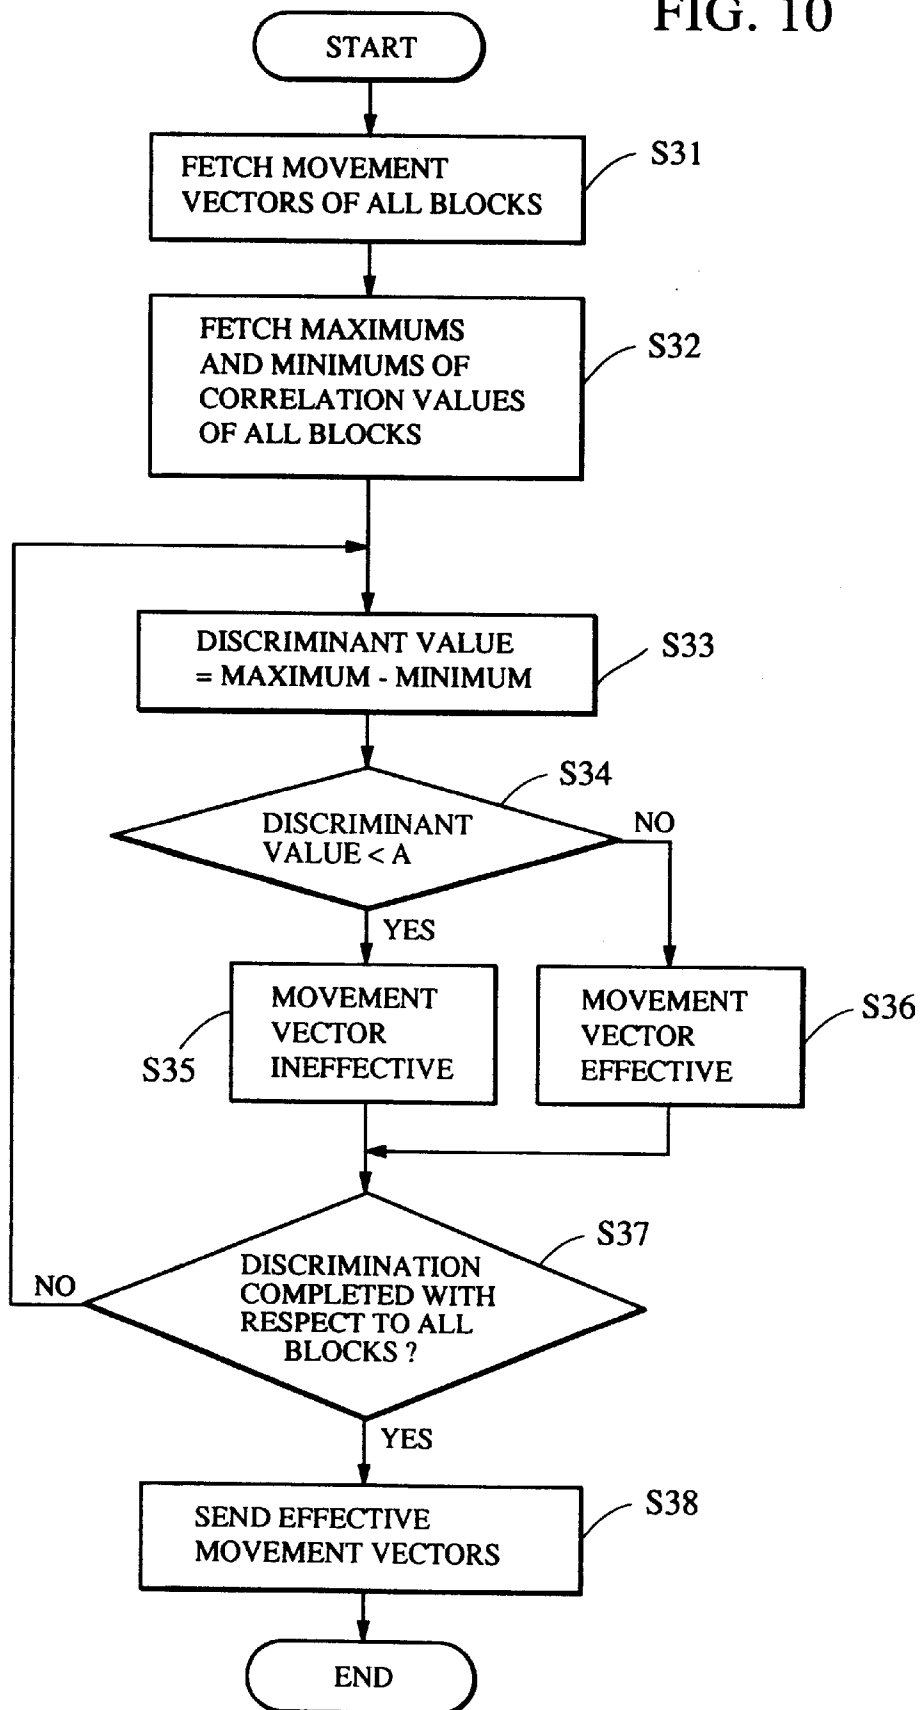 FIG. 10
START
FETCH MOVEMENT
VECTORS OF ALL BLOCKS
S31
FETCH MAXIMUMS
AND MINIMUMS OF
CORRELATION VALUES
OF ALL BLOCKS
S32
DISCRIMINANT VALUE
= MAXIMUM - MINIMUM
S33
S34
DISCRIMINANT
VALUE < A
NO
YES
MOVEMENT
VECTOR
INEFFECTIVE
S35
MOVEMENT
VECTOR
EFFECTIVE
S36
S37
DISCRIMINATION
COMPLETED WITH
RESPECT TO ALL
BLOCKS ?
NO
YES
SEND EFFECTIVE
MOVEMENT VECTORS
S38
END